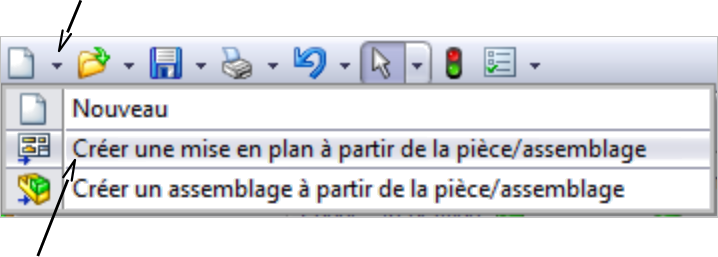 Nouveau
Créer une mise en plan à partir de la pièce/assemblage
Créer un assemblage à partir de la pièce/assemblage